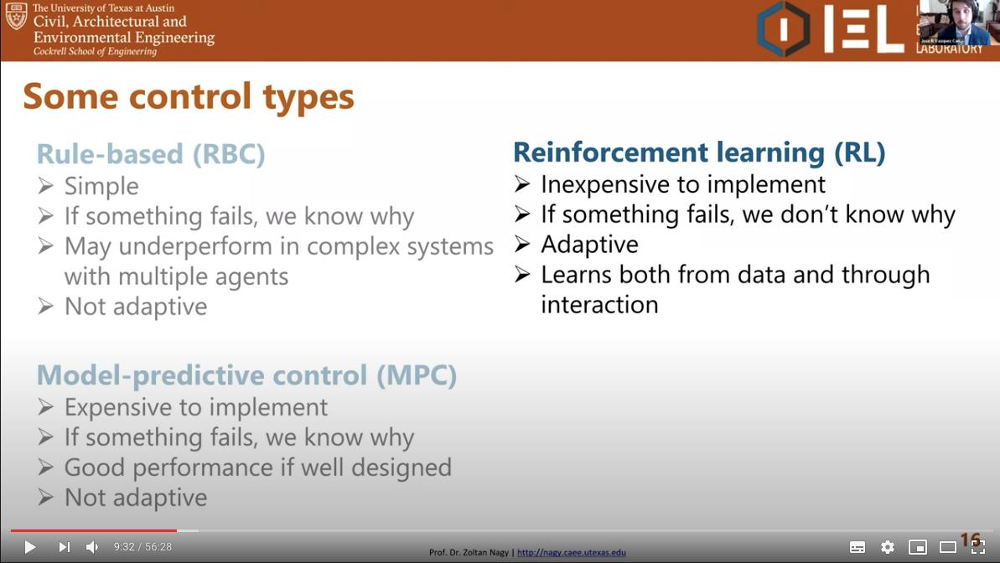 The University of Texas at Austin
Civil, Architectural and
Environmental Engineering
Cockrell School of Engineering
IEL
LABORATORY
Some control types
Rule-based (RBC)
➢ Simple
➢ If something fails, we know why
➢ May underperform in complex systems
with multiple agents
➢ Not adaptive
Reinforcement learning (RL)
➢ Inexpensive to implement
➢ If something fails, we don't know why
➢ Adaptive
➢ Learns both from data and through
interaction
Model-predictive control (MPC)
➢ Expensive to implement
➢ If something fails, we know why
➢ Good performance if well designed
➢ Not adaptive
9:32 / 56:28
Prof. Dr. Zoltan Nagy | http://nagy.caee.utexas.edu
16